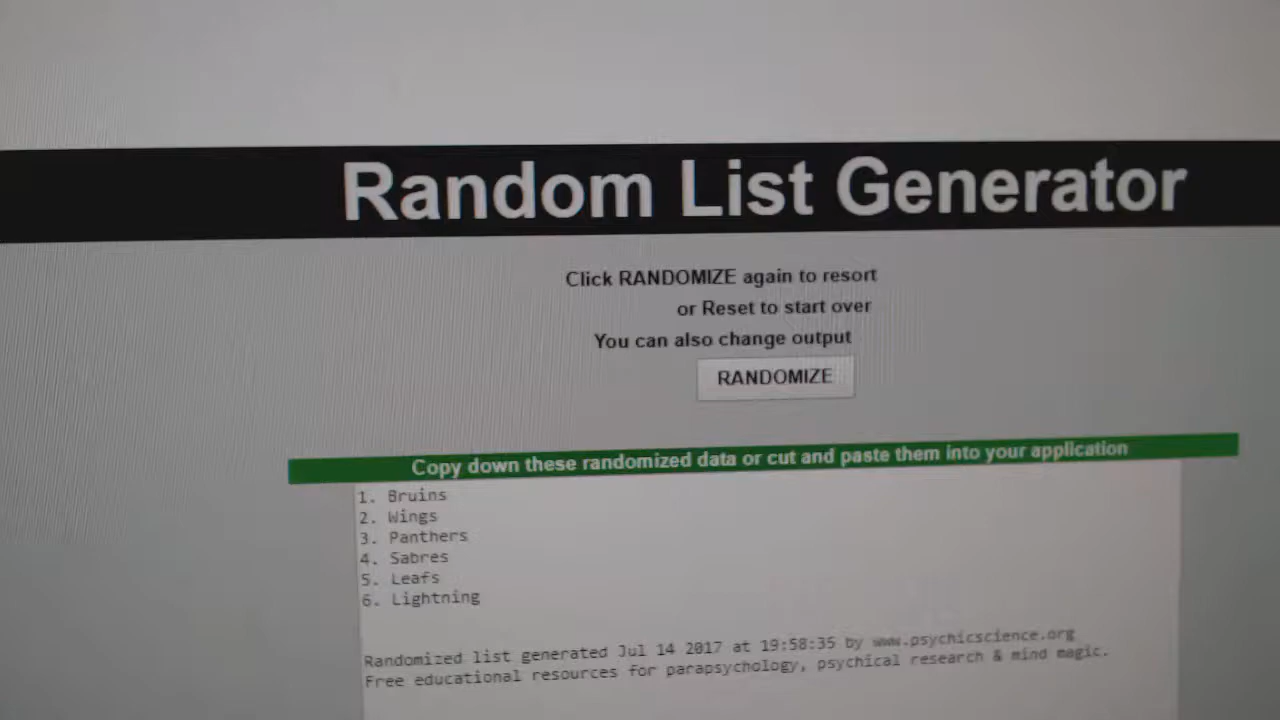 Random List Generator
Click RANDOMIZE again to resort
or Reset to start over
You can also change output
RANDOMIZE
Copy down these randomized data or cut and paste them into your application
1. Bruins
2. Wings
3. Panthers
4. Sabres
5. Leafs
6. Lightning
Randomized list generated Jul 14 2017 at 19:58:35 by www.psychicscience.org
Free educational resources for parapsychology, psychical research & mind magic.